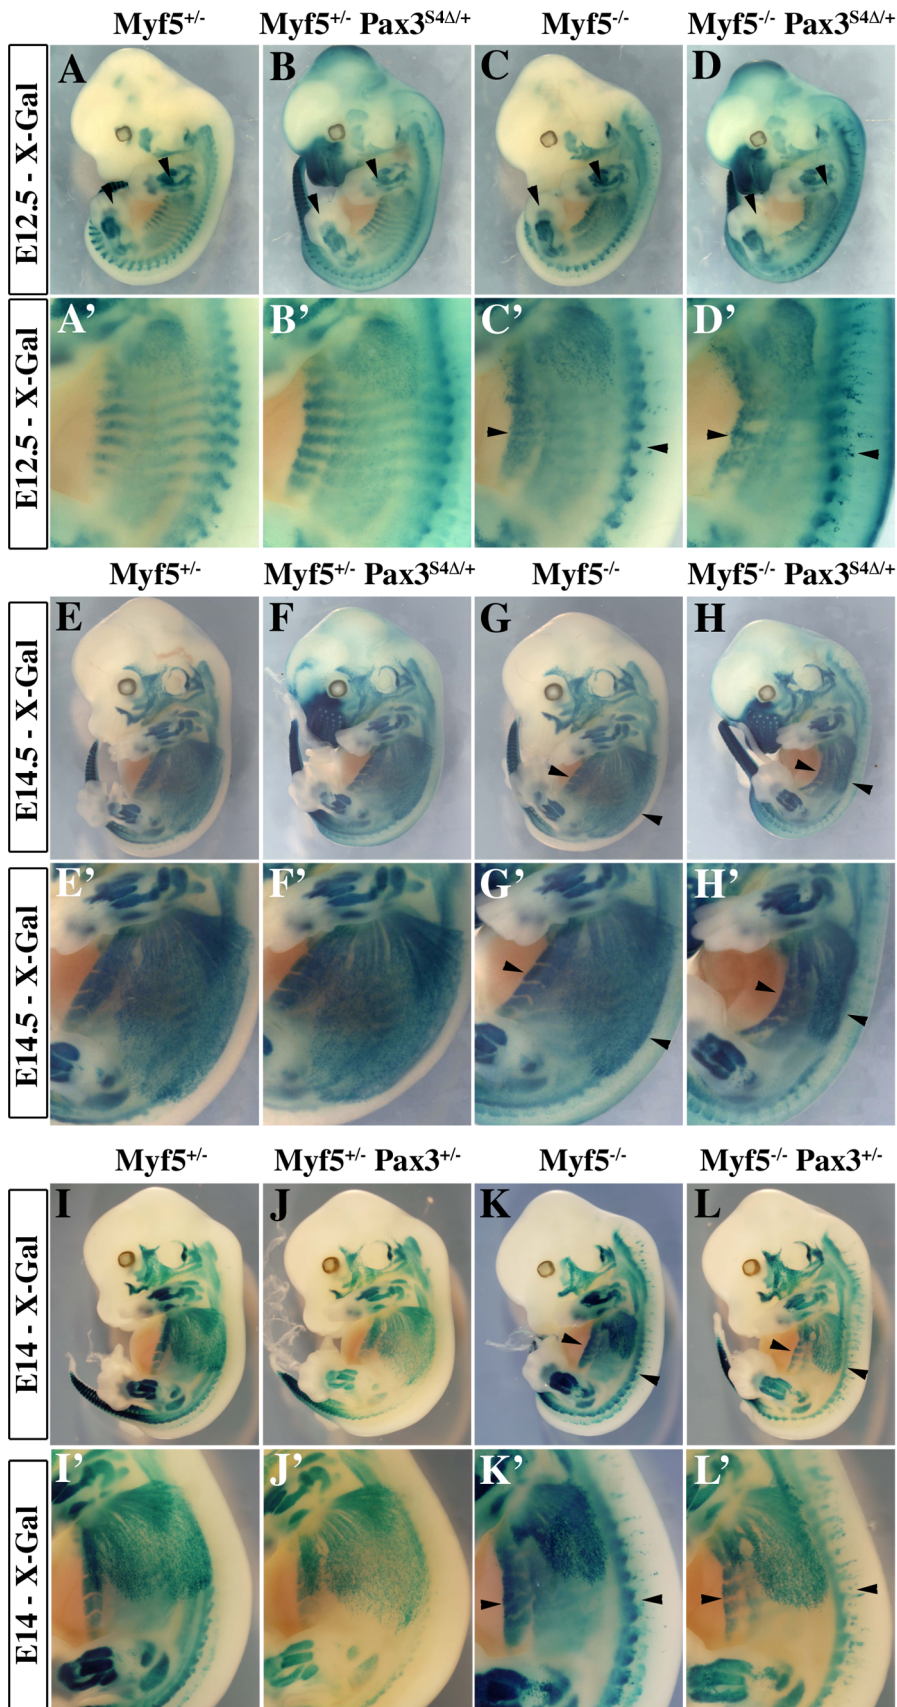 Myf5+/- Myf5+/- Pax3S4Δ/+ Myf5-/- Myf5-/- Pax3S4Δ/+
E12.5 - X-Gal
A B C D
E12.5 - X-Gal
A’ B’ C’ D’
Myf5+/- Myf5+/- Pax3S4Δ/+ Myf5-/- Myf5-/- Pax3S4Δ/+
E14.5 - X-Gal
E F G H
E14.5 - X-Gal
E’ F’ G’ H’
Myf5+/- Myf5+/- Pax3+/- Myf5-/- Myf5-/- Pax3+/-
E14 - X-Gal
I J K L
E14 - X-Gal
I’ J’ K’ L’